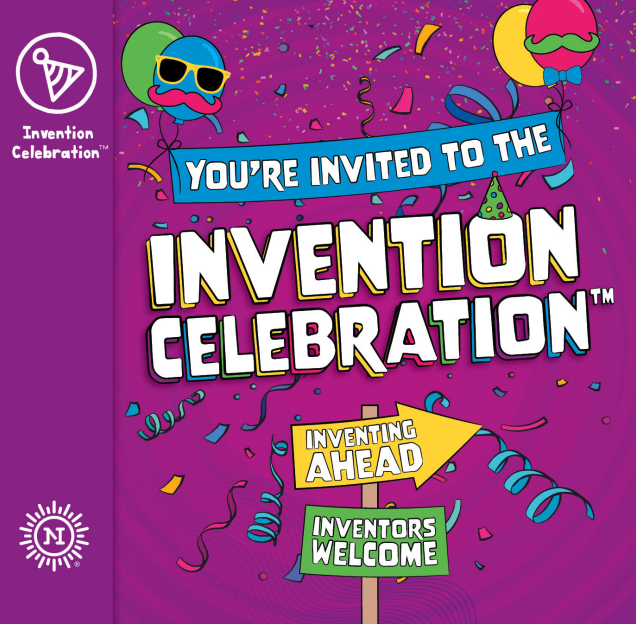 Invention
Celebration™
YOU'RE INVITED TO THE
INVENTION
CELEBRATION™
INVENTING
AHEAD
INVENTORS
WELCOME
N®